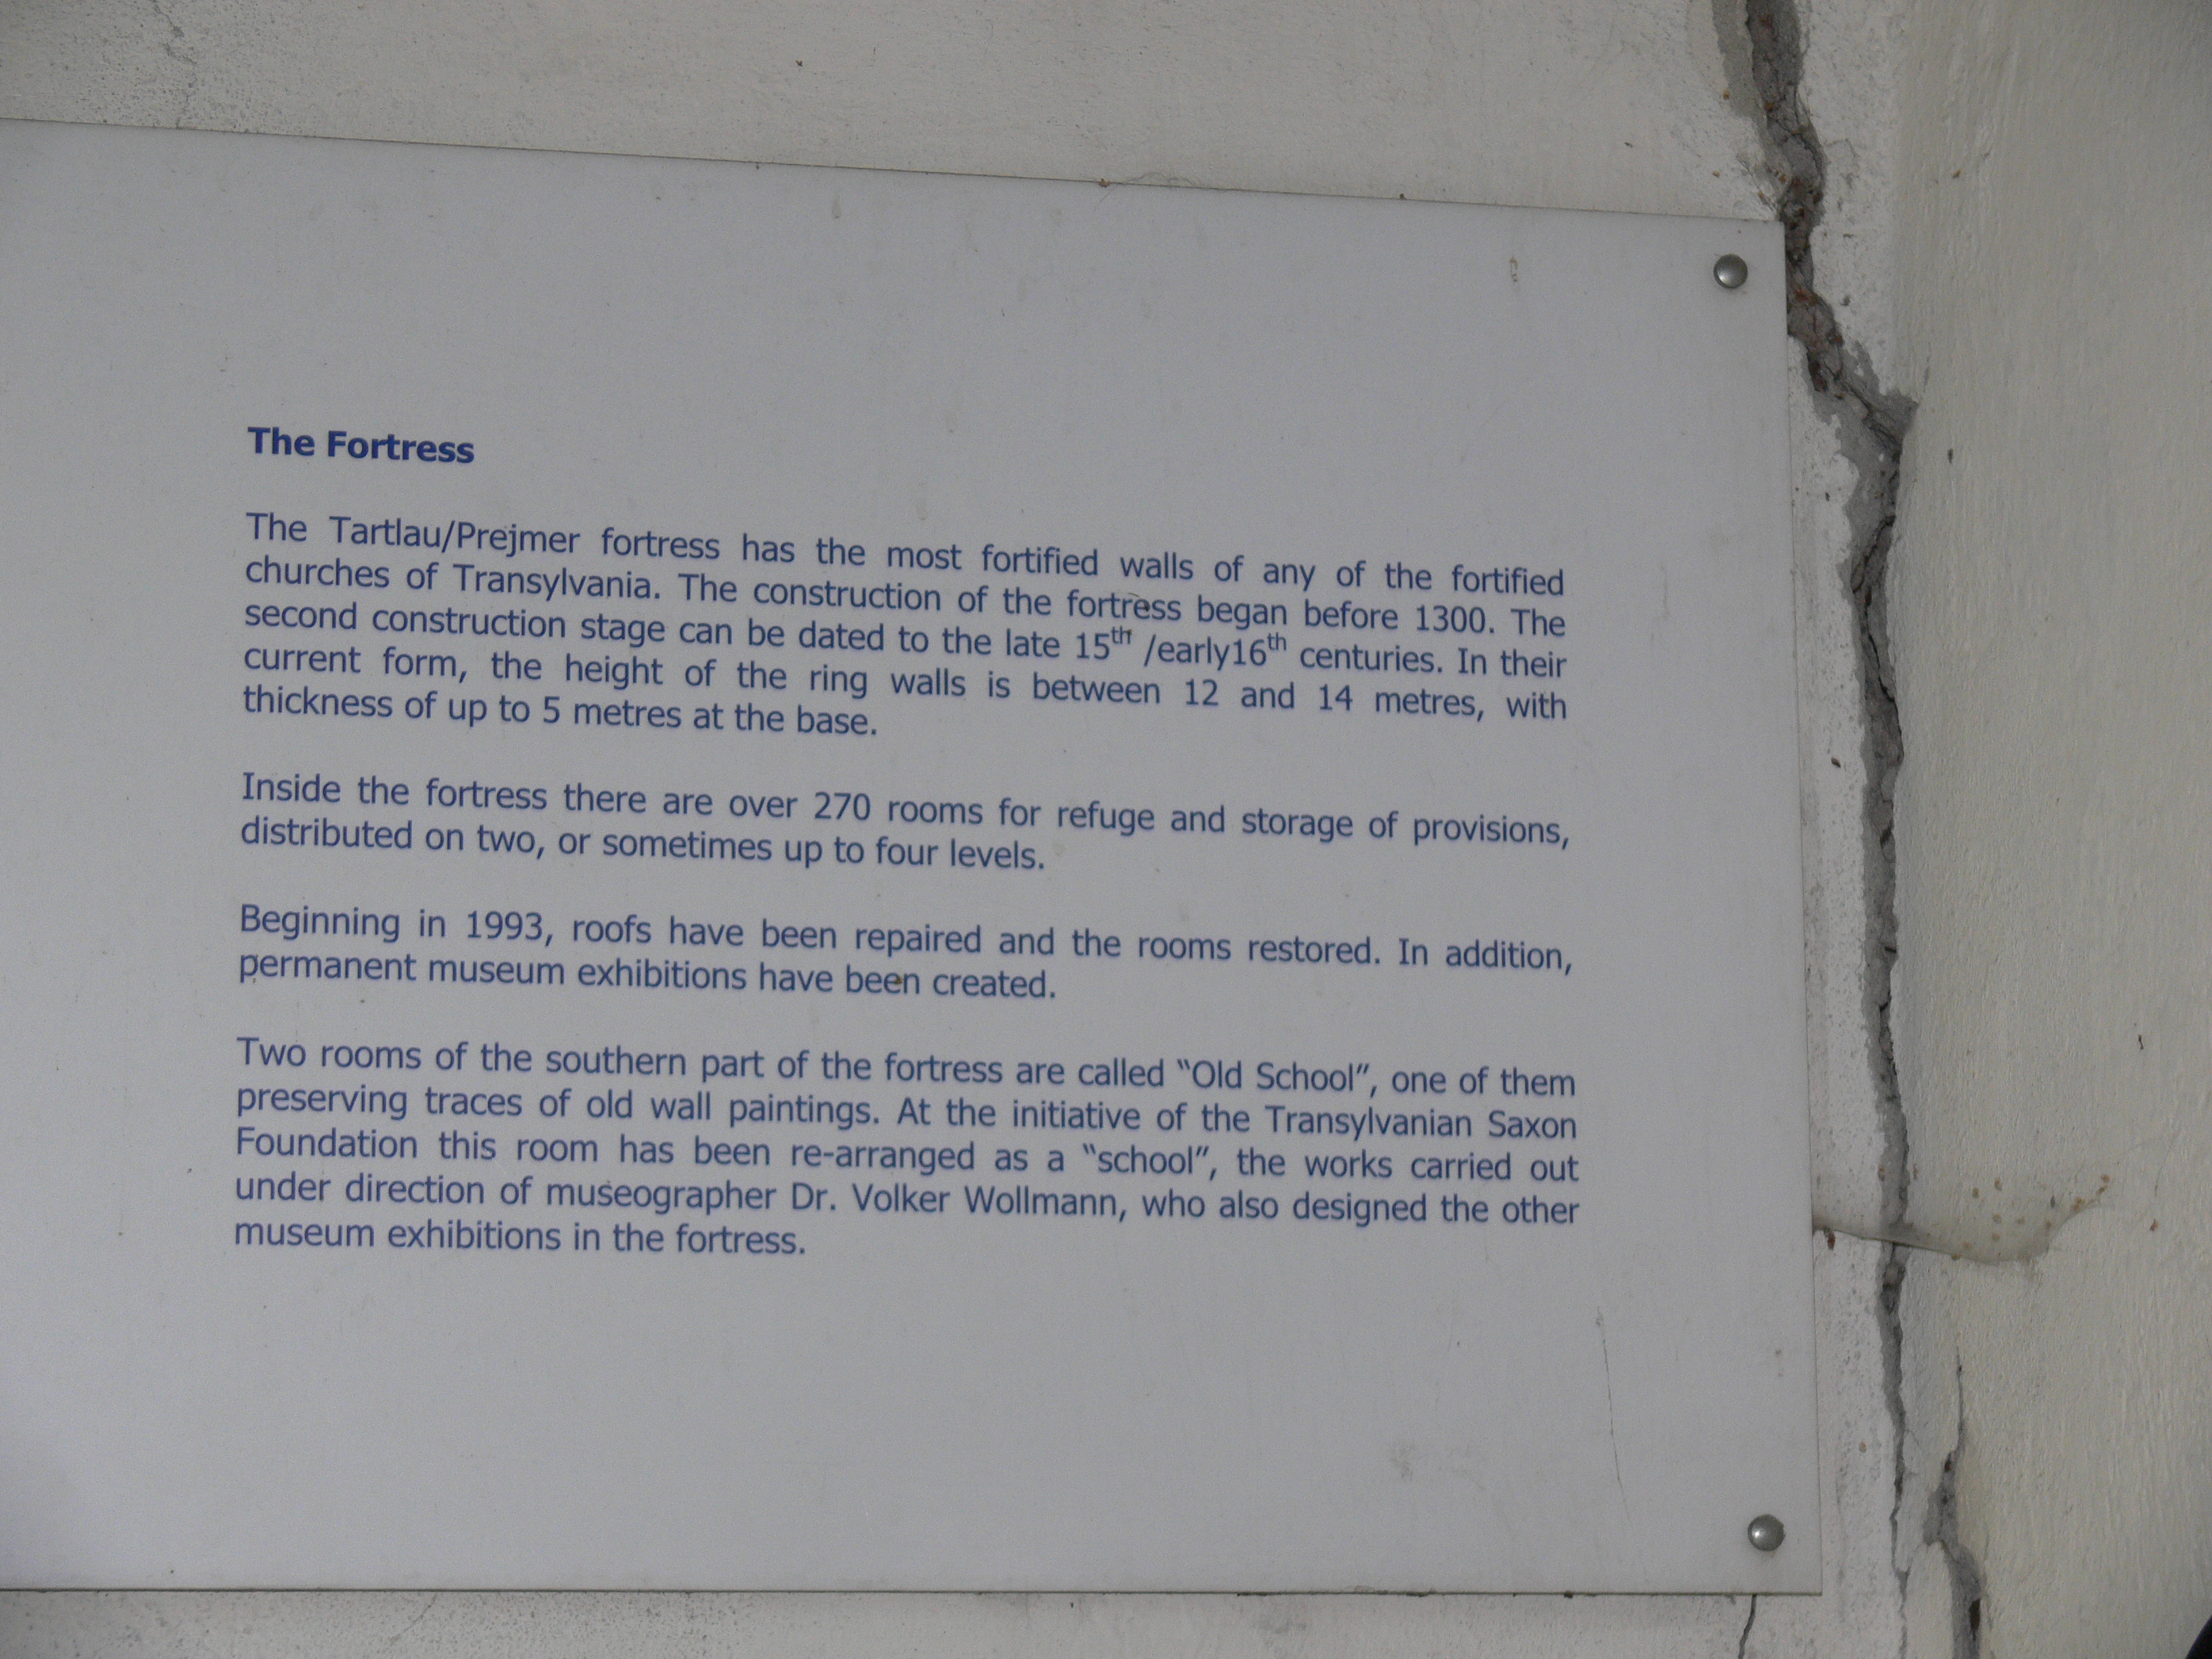 The Fortress
The Tartlau/Prejmer fortress has the most fortified walls of any of the fortified
churches of Transylvania. The construction of the fortress began before 1300. The
second construction stage can be dated to the late 15th /early16th centuries. In their
current form, the height of the ring walls is between 12 and 14 metres, with
thickness of up to 5 metres at the base.
Inside the fortress there are over 270 rooms for refuge and storage of provisions,
distributed on two, or sometimes up to four levels.
Beginning in 1993, roofs have been repaired and the rooms restored. In addition,
permanent museum exhibitions have been created.
Two rooms of the southern part of the fortress are called “Old School”, one of them
preserving traces of old wall paintings. At the initiative of the Transylvanian Saxon
Foundation this room has been re-arranged as a “school”, the works carried out
under direction of museographer Dr. Volker Wollmann, who also designed the other
museum exhibitions in the fortress.